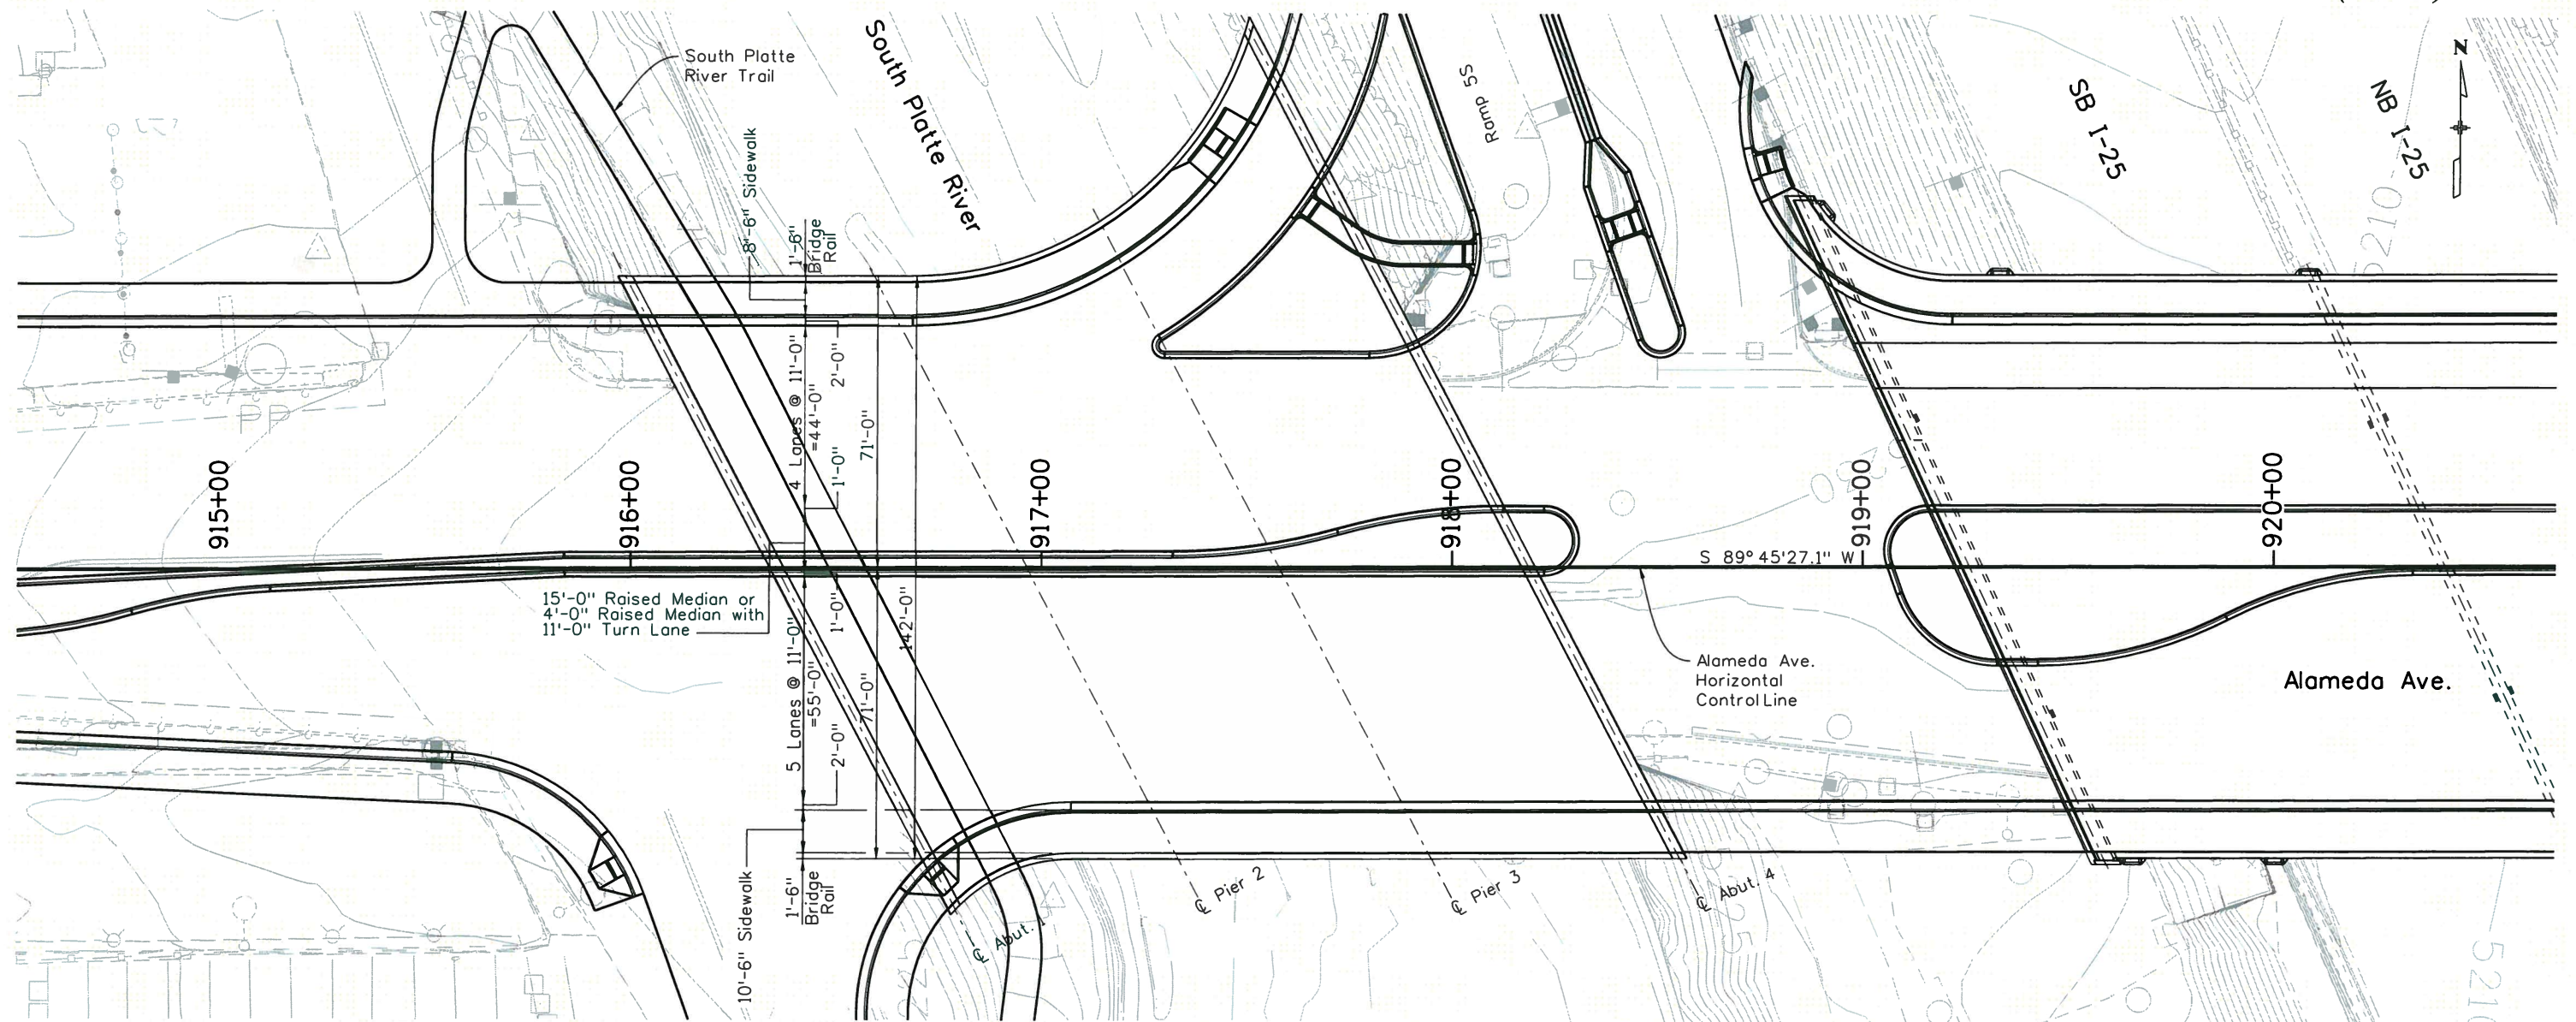 South Platte
River Trail
South Platte River
Ramp 5S
SB I-25
NB I-25
N
5210
8'-6" Sidewalk
1'-6"
Bridge
Rail
4 Lanes @ 11'-0"
=44'-0"
2'-0"
1'-0"
71'-0"
PP
915+00
916+00
917+00
918+00
919+00
920+00
S 89° 45'27.1" W
15'-0" Raised Median or
4'-0" Raised Median with
11'-0" Turn Lane
5 Lanes @ 11'-0"
=55'-0"
1'-0"
2'-0"
71'-0"
142'-0"
Alameda Ave.
Horizontal
Control Line
Alameda Ave.
10'-6" Sidewalk
1'-6"
Bridge
Rail
℄ Abut. 1
℄ Pier 2
℄ Pier 3
℄ Abut. 4
5210